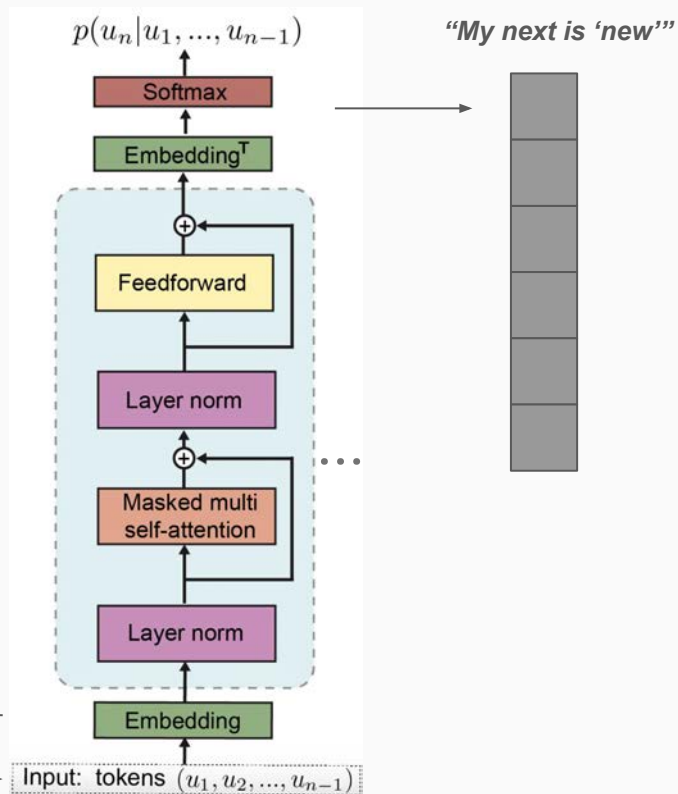 p(u_n|u_1, ..., u_{n-1})
“My next is ‘new’”
Softmax
Embedding^T
+
Feedforward
Layer norm
+
...
Masked multi
self-attention
Layer norm
Embedding
Input: tokens (u_1, u_2, ..., u_{n-1})